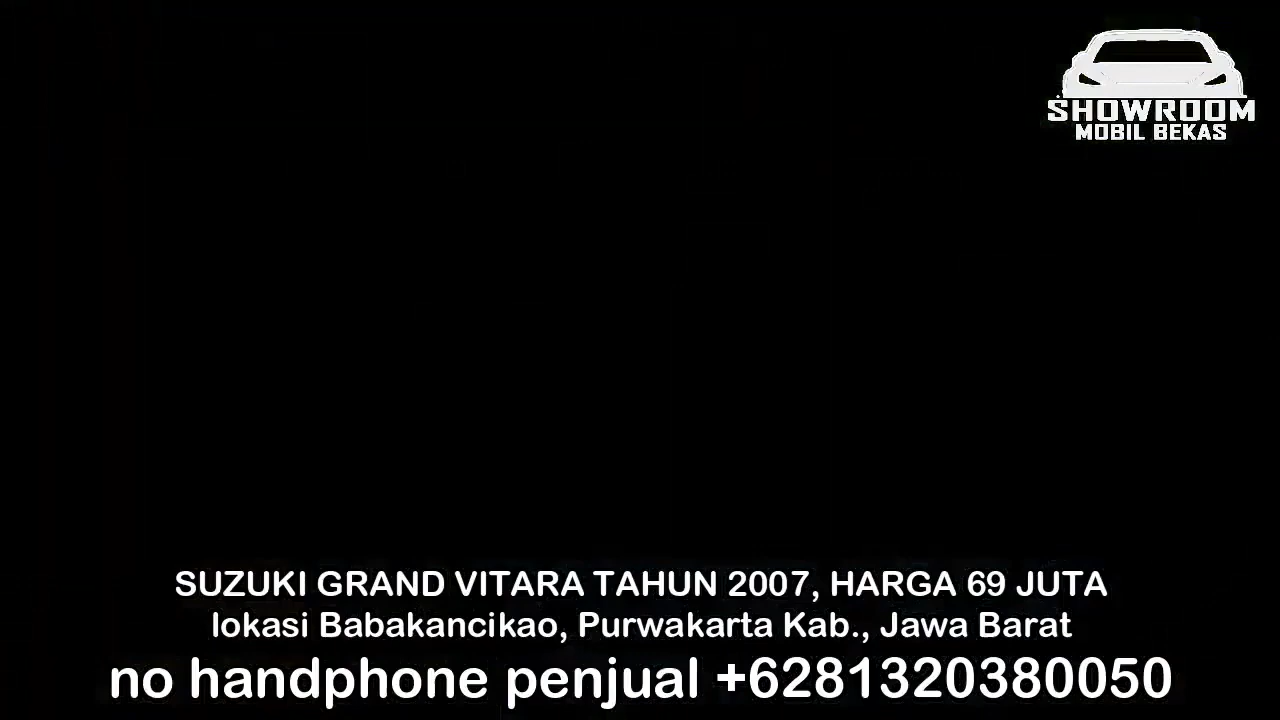 SHOWROOM
MOBIL BEKAS
SUZUKI GRAND VITARA TAHUN 2007, HARGA 69 JUTA
lokasi Babakancikao, Purwakarta Kab., Jawa Barat
no handphone penjual +6281320380050